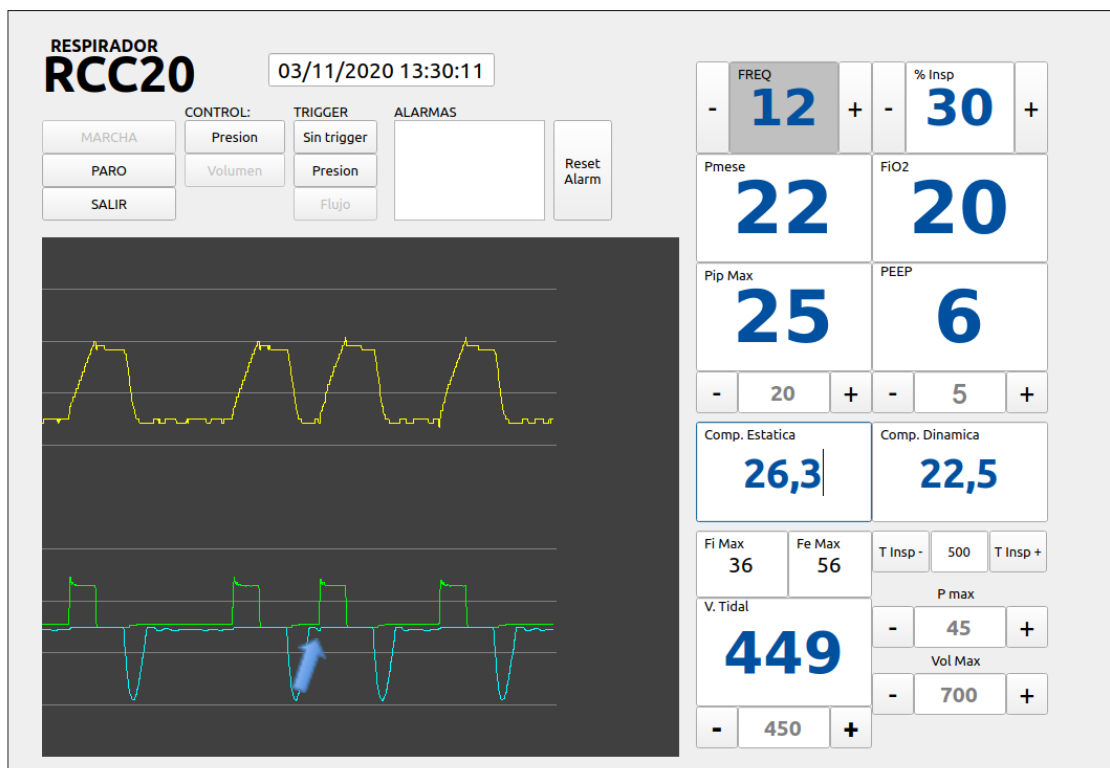 RESPIRADOR
RCC20
03/11/2020 13:30:11
CONTROL:
TRIGGER
ALARMAS
MARCHA
Presion
Sin trigger
PARO
Volumen
Presion
SALIR
Flujo
Reset
Alarm
FREQ
- 12 +
% Insp
- 30 +
Pmese
22
FiO2
20
Pip Max
25
PEEP
6
- 20 +
- 5 +
Comp. Estatica
26,3
Comp. Dinamica
22,5
Fi Max
36
Fe Max
56
T Insp - 500 T Insp +
V. Tidal
449
P max
- 45 +
Vol Max
- 700 +
- 450 +